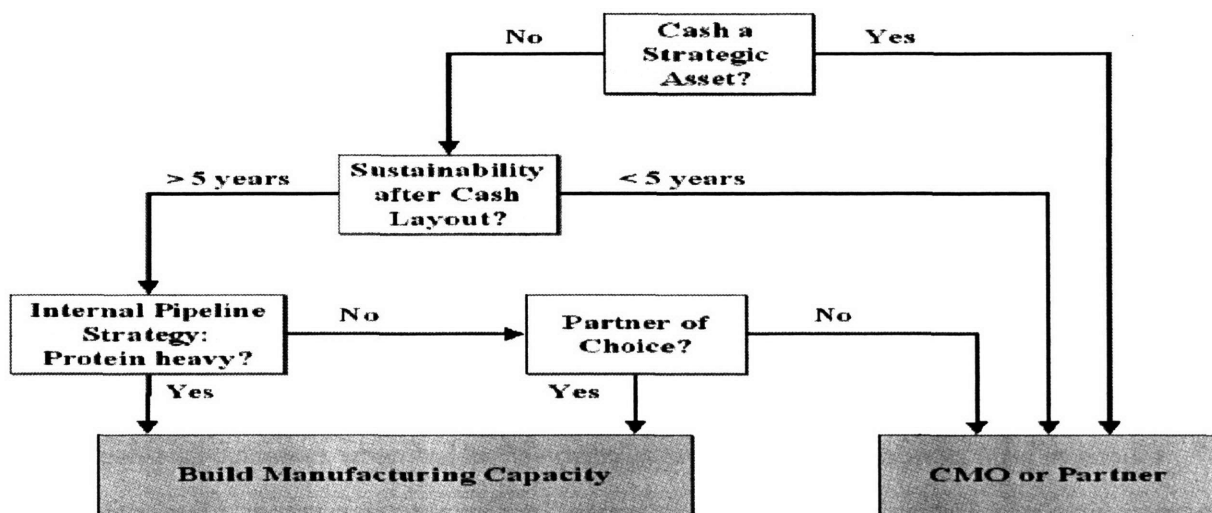 Cash a
Strategic
Asset?
No
Yes
Sustainability
after Cash
Layout?
> 5 years
< 5 years
Internal Pipeline
Strategy:
Protein heavy?
No
Partner of
Choice?
No
Yes
Yes
Build Manufacturing Capacity
CMO or Partner